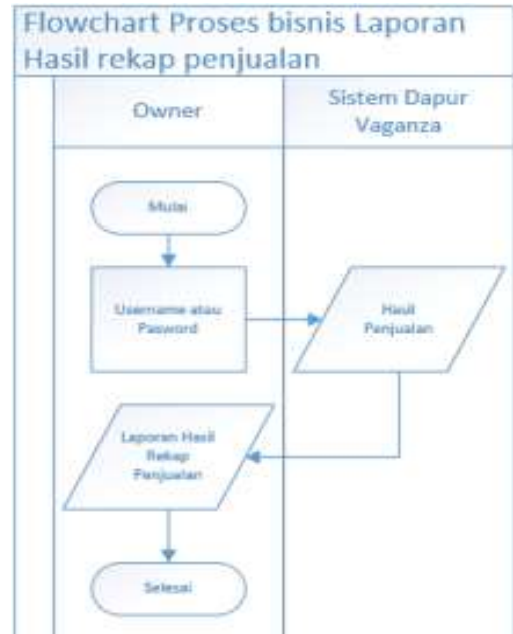 Flowchart Proses bisnis Laporan
Hasil rekap penjualan
Owner
Sistem Dapur
Vaganza
Mulai
Username atau
Pasword
Hasil
Penjualan
Laporan Hasil
Rekap
Penjualan
Selesai